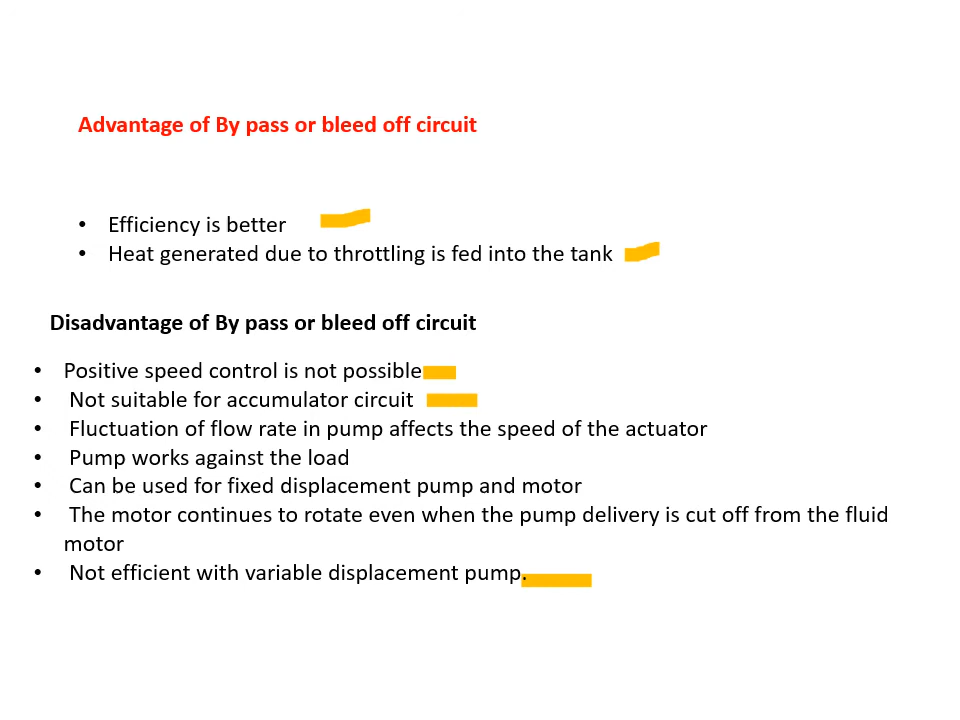 Advantage of By pass or bleed off circuit
• Efficiency is better
• Heat generated due to throttling is fed into the tank
Disadvantage of By pass or bleed off circuit
• Positive speed control is not possible
• Not suitable for accumulator circuit
• Fluctuation of flow rate in pump affects the speed of the actuator
• Pump works against the load
• Can be used for fixed displacement pump and motor
• The motor continues to rotate even when the pump delivery is cut off from the fluid
motor
• Not efficient with variable displacement pump.